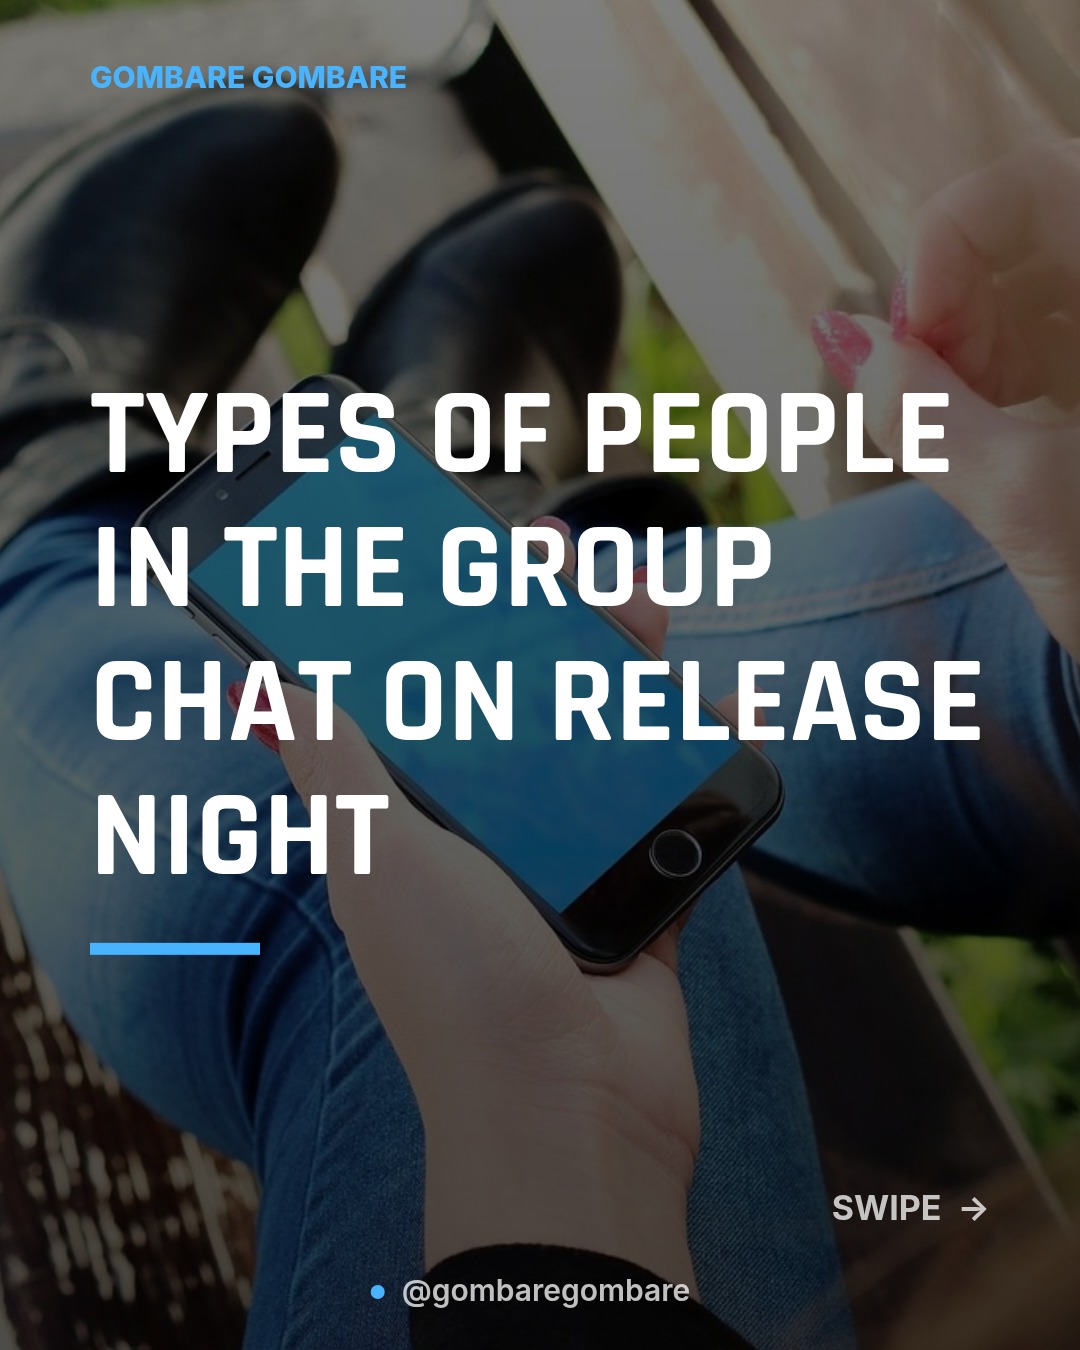 GOMBARE GOMBARE
TYPES OF PEOPLE
IN THE GROUP
CHAT ON RELEASE
NIGHT
SWIPE →
@gombaregombare